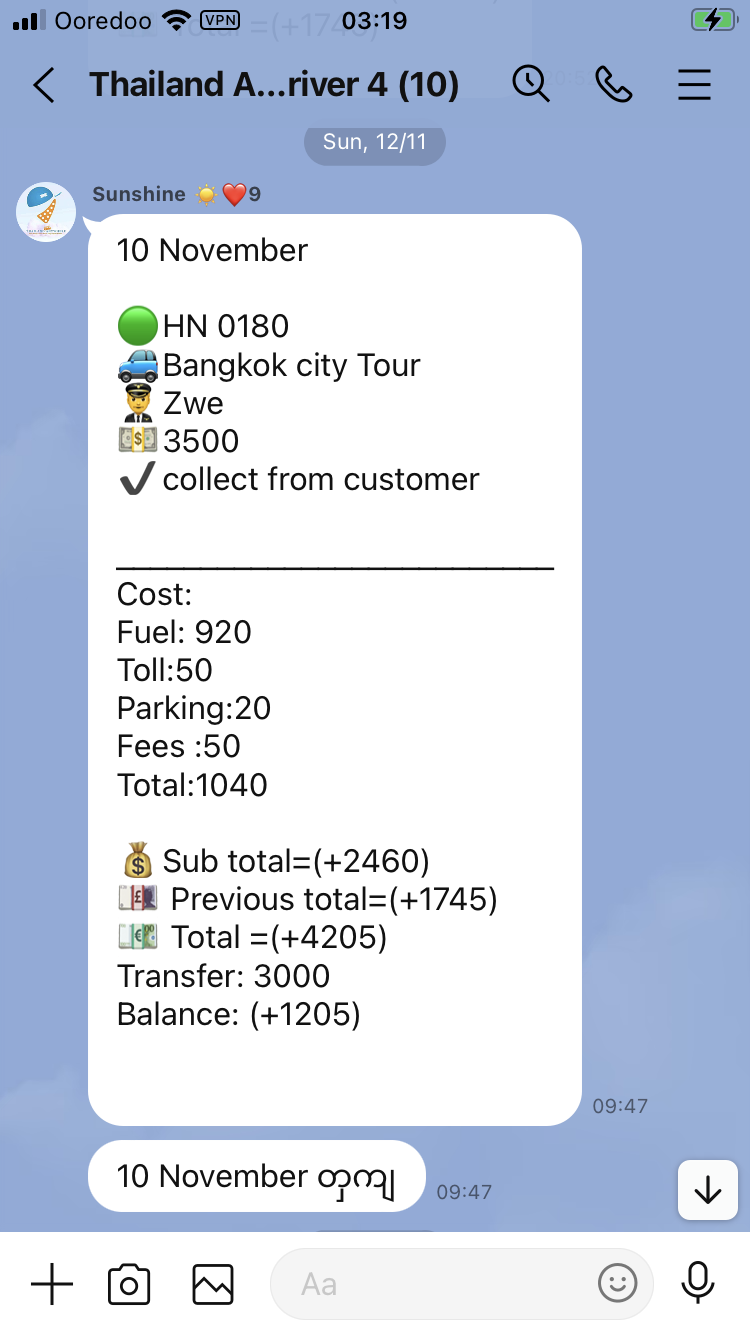 Ooredoo VPN 03:19
Thailand A...river 4 (10)
Sun, 12/11
Sunshine ☀️❤️9
10 November
🟢HN 0180
🚙Bangkok city Tour
👨‍✈️Zwe
💵3500
✔️collect from customer
__________________________
Cost:
Fuel: 920
Toll:50
Parking:20
Fees :50
Total:1040
💰 Sub total=(+2460)
💷 Previous total=(+1745)
💶 Total =(+4205)
Transfer: 3000
Balance: (+1205)
09:47
10 November တှကျ
09:47
Aa